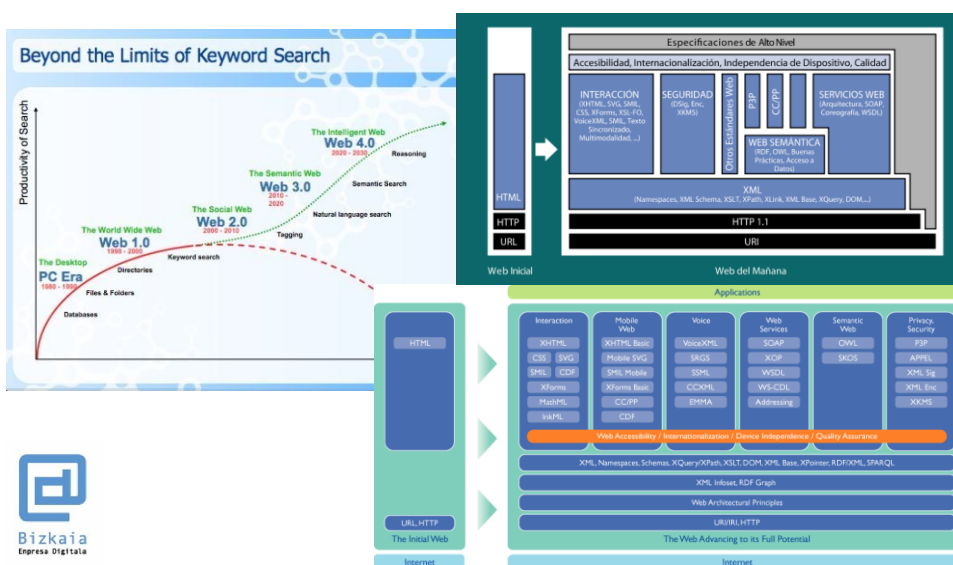 Beyond the Limits of Keyword Search
Productivity of Search
The Intelligent Web
Web 4.0
2020 - 2030
Reasoning
The Semantic Web
Web 3.0
2010 -
2020
Semantic Search
The Social Web
Web 2.0
2000 - 2010
Natural language search
The World Wide Web
Web 1.0
1990 - 2000
Tagging
Keyword search
The Desktop
PC Era
1980 - 1990
Directories
Files & Folders
Databases
Especificaciones de Alto Nivel
Accesibilidad, Internacionalización, Independencia de Dispositivo, Calidad
INTERACCIÓN
(XHTML, SVG, SMIL,
CSS, XForms, XSL-FO,
VoiceXML, SMIL, Texto
Sincronizado,
Multimodalidad, ...)
SEGURIDAD
(DSig, Enc,
XKMS)
Otros Estándares Web
P3P
CC/PP
SERVICIOS WEB
(Arquitectura, SOAP,
Coreografía, WSDL)
WEB SEMÁNTICA
(RDF, OWL, Buenas
Prácticas, Acceso a
Datos)
XML
(Namespaces, XML Schema, XSLT, XPath, XLink, XML Base, XQuery, DOM,...)
HTTP 1.1
URI
HTML
HTTP
URL
Web Inicial
Web del Mañana
Applications
HTML
URL, HTTP
The Initial Web
Internet
Interaction
XHTML
CSS SVG
SMIL CDF
XForms
MathML
InkML
Mobile
Web
XHTML Basic
Mobile SVG
SMIL Mobile
XForms Basic
CC/PP
CDF
Voice
VoiceXML
SRGS
SSML
CCXML
EMMA
Web
Services
SOAP
XOP
WSDL
WS-CDL
Addressing
Semantic
Web
OWL
SKOS
Privacy,
Security
P3P
APPEL
XML Sig
XML Enc
XKMS
Web Accessibility / Internationalization / Device Independence / Quality Assurance
XML, Namespaces, Schemas, XQuery/XPath, XSLT, DOM, XML Base, XPointer, RDF/XML, SPARQL
XML Infoset, RDF Graph
Web Architectural Principles
URI/IRI, HTTP
The Web Advancing to its Full Potential
Internet
Bizkaia
Enpresa Digitala